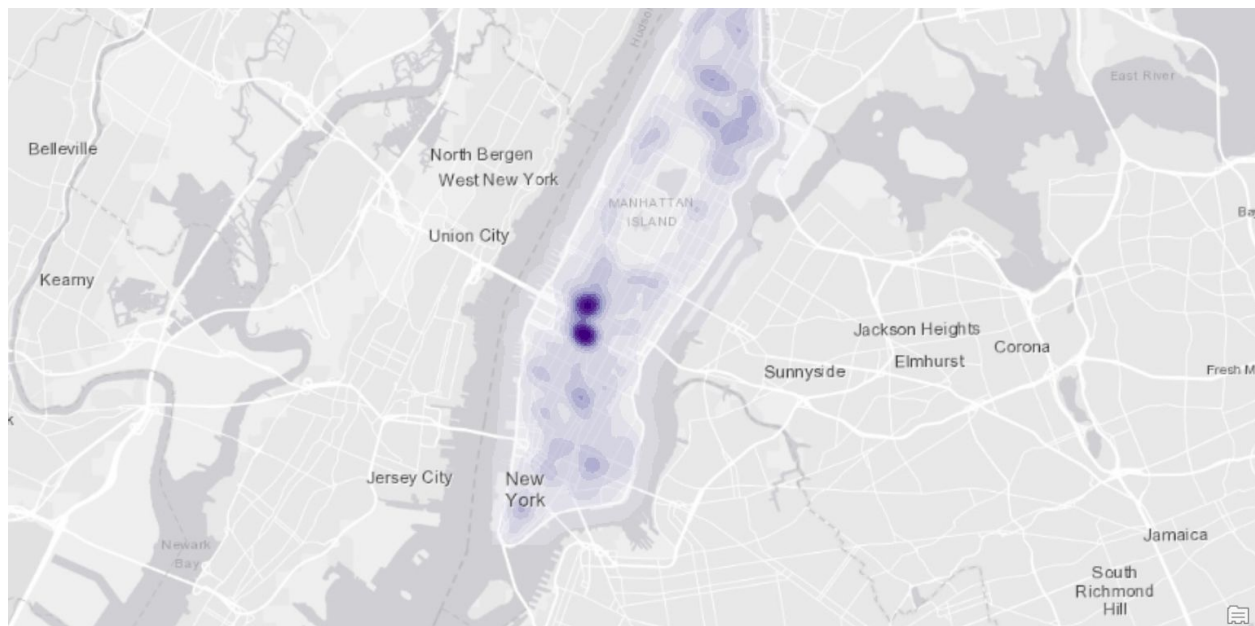 Hudson
East River
Belleville
North Bergen
West New York
MANHATTAN
ISLAND
Union City
Kearny
Jackson Heights
Corona
Elmhurst
Sunnyside
Fresh M
Jersey City
New
York
Newark
Bay
Jamaica
South
Richmond
Hill